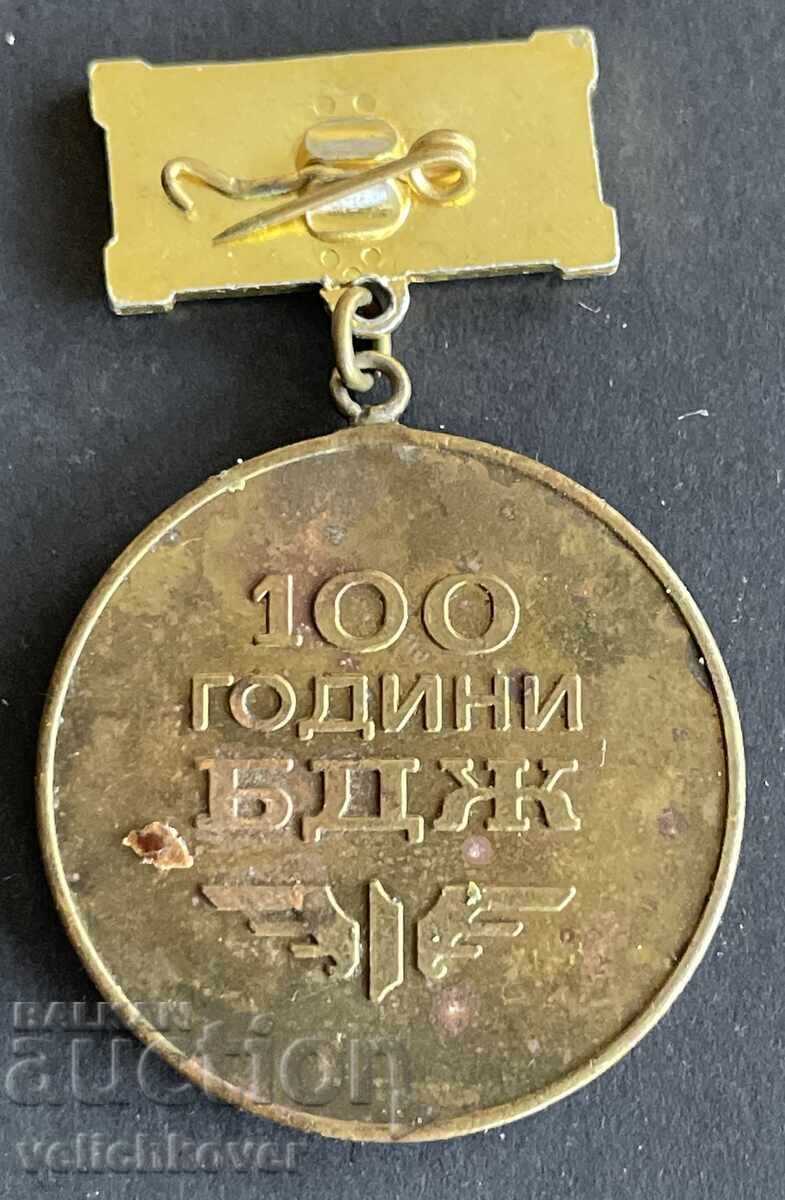 100
ГОДИНИ
БДЖ
BALKAN
auction
velichkover